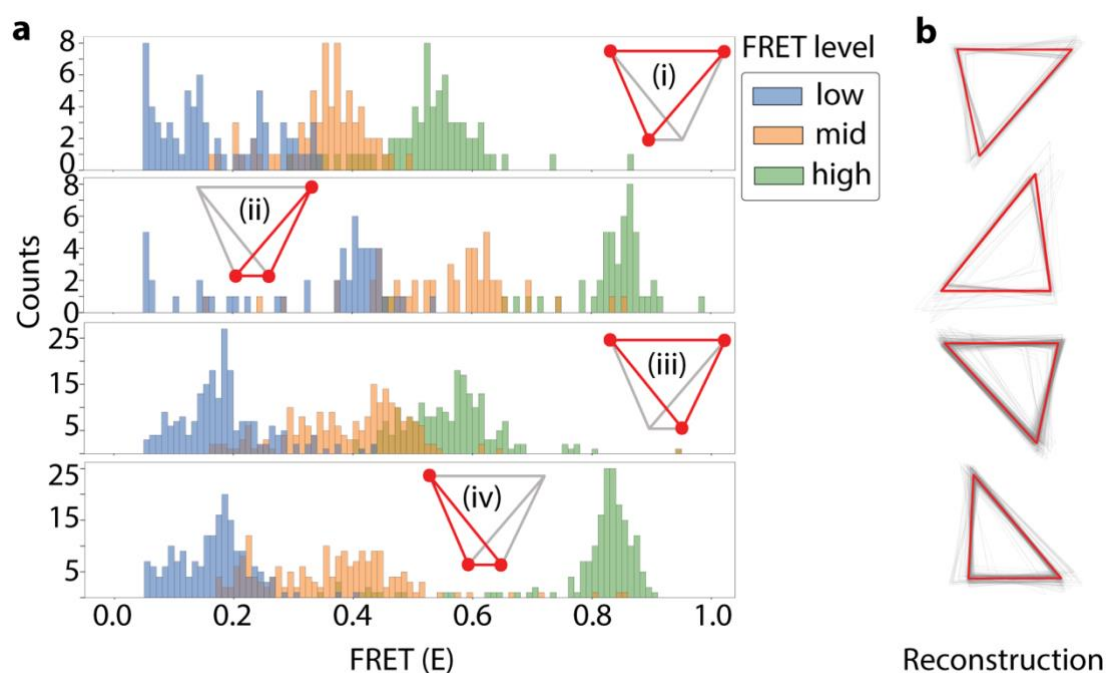 a
b
FRET level
low
mid
high
Counts
8
6
4
2
0
(i)
8
6
4
2
0
(ii)
25
15
5
(iii)
25
15
5
(iv)
0.0 0.2 0.4 0.6 0.8 1.0
FRET (E)
Reconstruction